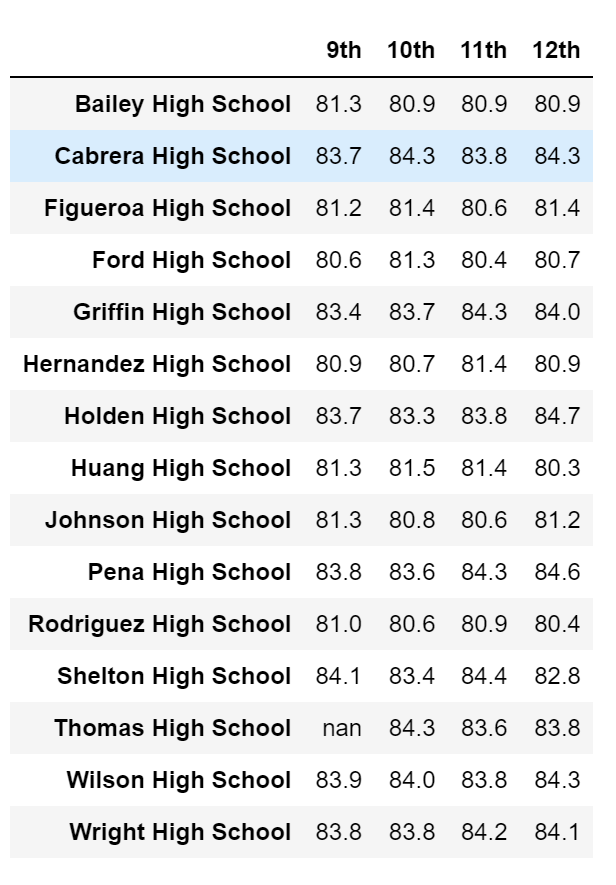 9th 10th 11th 12th
Bailey High School 81.3 80.9 80.9 80.9
Cabrera High School 83.7 84.3 83.8 84.3
Figueroa High School 81.2 81.4 80.6 81.4
Ford High School 80.6 81.3 80.4 80.7
Griffin High School 83.4 83.7 84.3 84.0
Hernandez High School 80.9 80.7 81.4 80.9
Holden High School 83.7 83.3 83.8 84.7
Huang High School 81.3 81.5 81.4 80.3
Johnson High School 81.3 80.8 80.6 81.2
Pena High School 83.8 83.6 84.3 84.6
Rodriguez High School 81.0 80.6 80.9 80.4
Shelton High School 84.1 83.4 84.4 82.8
Thomas High School nan 84.3 83.6 83.8
Wilson High School 83.9 84.0 83.8 84.3
Wright High School 83.8 83.8 84.2 84.1